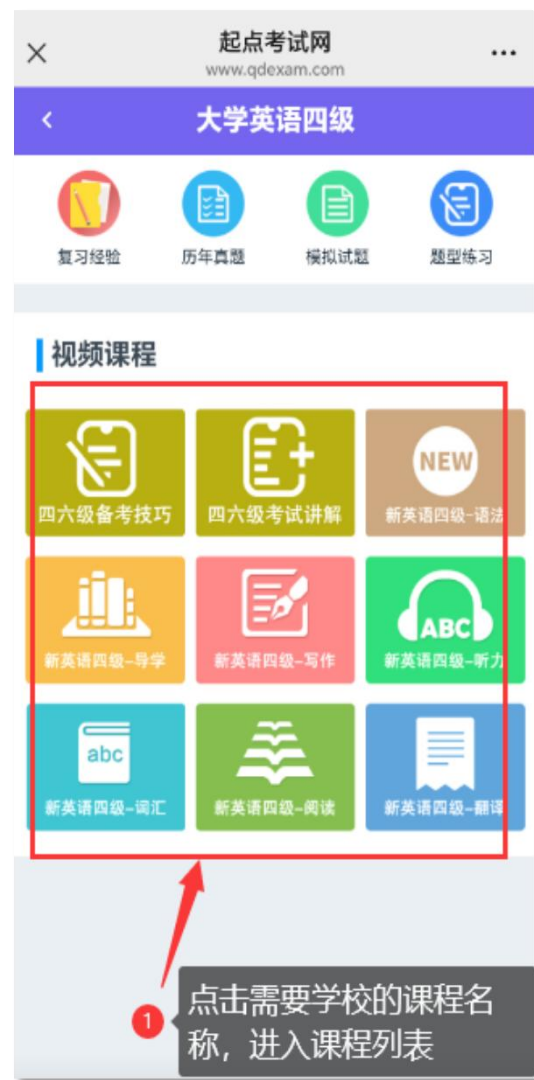 起点考试网
www.qdexam.com
大学英语四级
复习经验
历年真题
模拟试题
题型练习
视频课程
四六级备考技巧
四六级考试讲解
NEW
新英语四级-语法
新英语四级-导学
新英语四级-写作
ABC
新英语四级-听力
abc
新英语四级-词汇
新英语四级-阅读
新英语四级-翻译
1
点击需要学校的课程名
称，进入课程列表